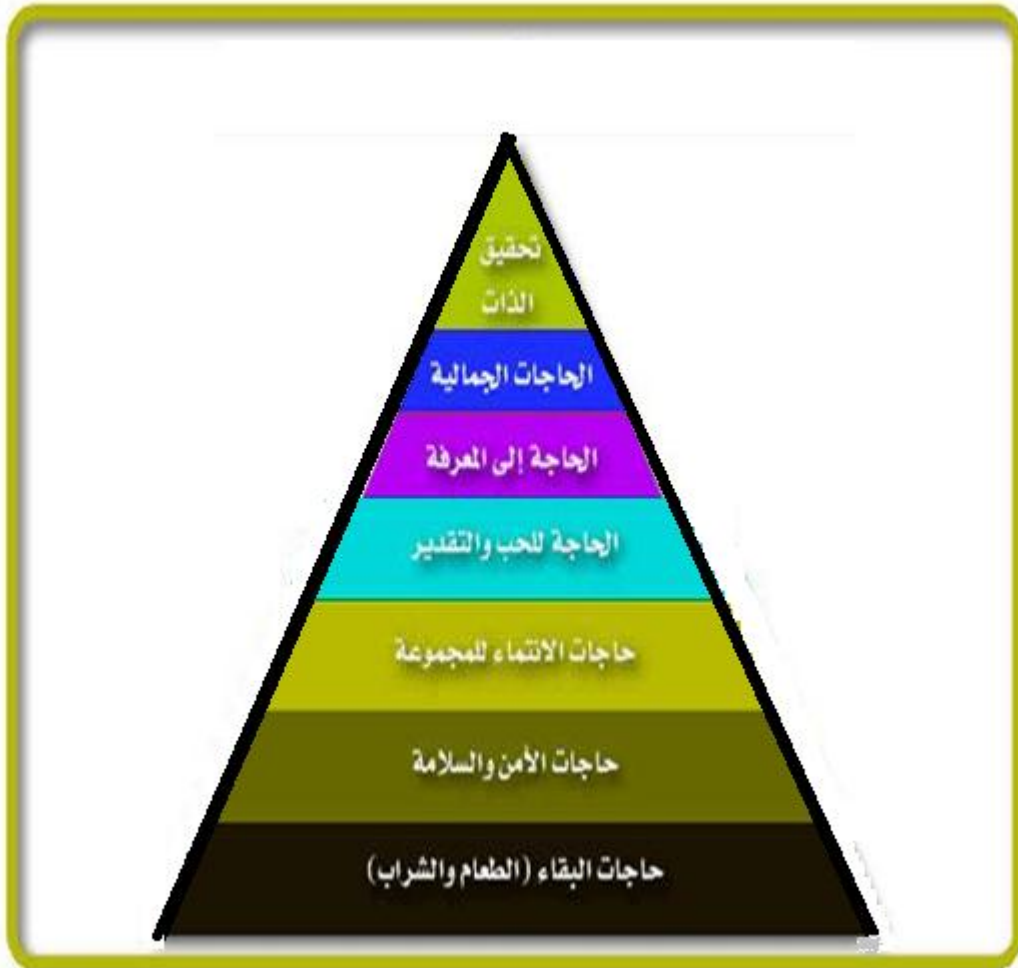 تحقيق
الذات
الحاجات الجمالية
الحاجة إلى المعرفة
الحاجة للحب والتقدير
حاجات الانتماء للمجموعة
حاجات الأمن والسلامة
حاجات البقاء (الطعام والشراب)